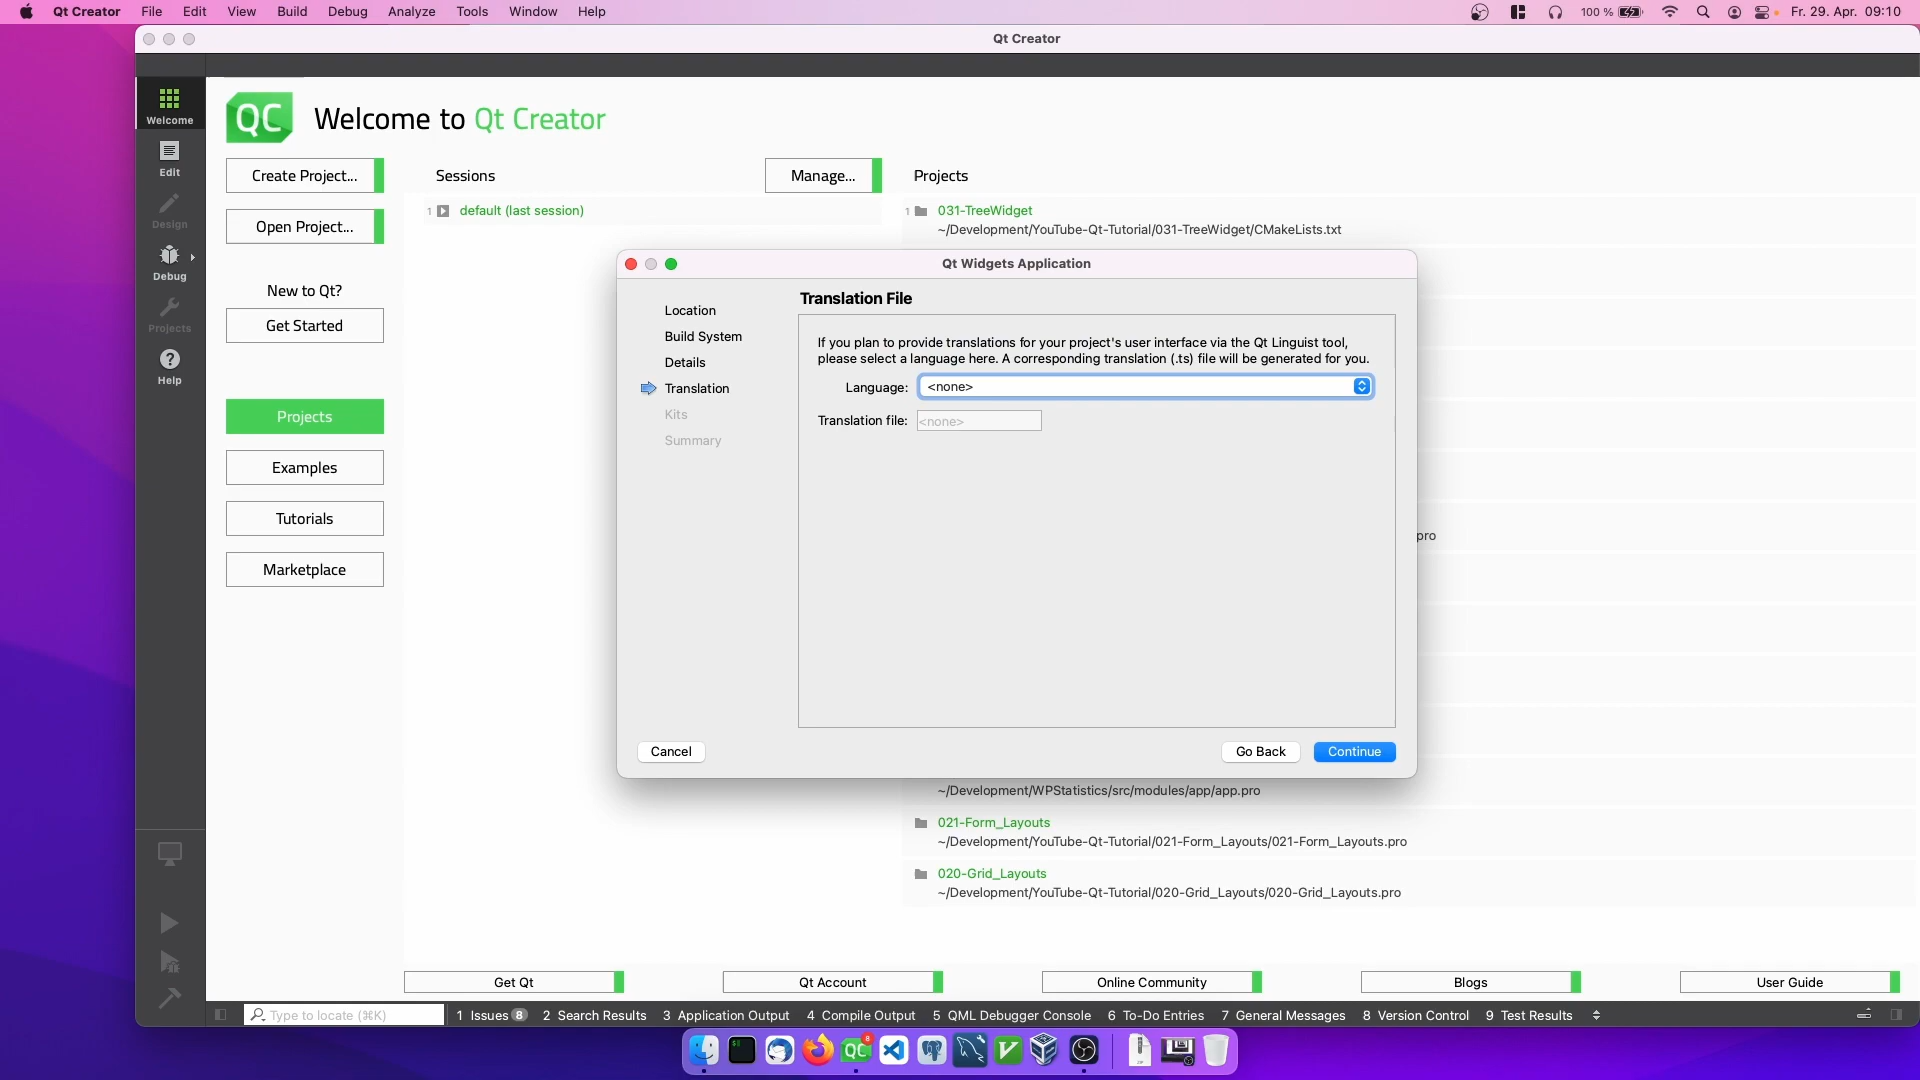 Qt Creator File Edit View Build Debug Analyze Tools Window Help
100 % Fr. 29. Apr. 09:10
Qt Creator
Welcome
Edit
Design
Debug
Projects
Help
QC Welcome to Qt Creator
Create Project...
Open Project...
New to Qt?
Get Started
Projects
Examples
Tutorials
Marketplace
Sessions
Manage...
1 default (last session)
Projects
1 031-TreeWidget
~/Development/YouTube-Qt-Tutorial/031-TreeWidget/CMakeLists.txt
Qt Widgets Application
Location
Build System
Details
Translation
Kits
Summary
Translation File
If you plan to provide translations for your project's user interface via the Qt Linguist tool,
please select a language here. A corresponding translation (.ts) file will be generated for you.
Language: <none>
Translation file: <none>
Cancel
Go Back
Continue
pro
~/Development/WPStatistics/src/modules/app/app.pro
021-Form_Layouts
~/Development/YouTube-Qt-Tutorial/021-Form_Layouts/021-Form_Layouts.pro
020-Grid_Layouts
~/Development/YouTube-Qt-Tutorial/020-Grid_Layouts/020-Grid_Layouts.pro
Get Qt
Qt Account
Online Community
Blogs
User Guide
Type to locate (⌘K)
1 Issues 8 2 Search Results 3 Application Output 4 Compile Output 5 QML Debugger Console 6 To-Do Entries 7 General Messages 8 Version Control 9 Test Results
QC 8